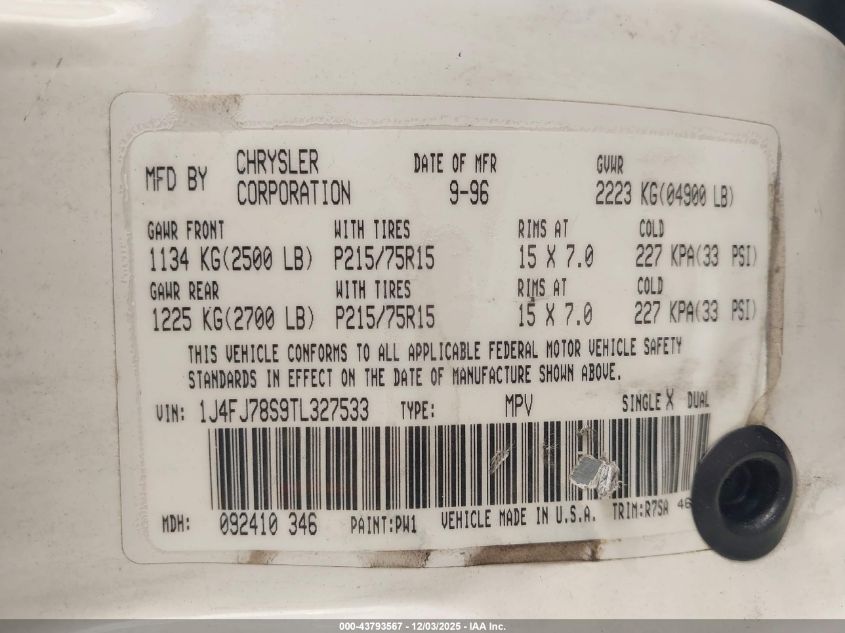 MFD BY CHRYSLER CORPORATION DATE OF MFR 9-96 GVWR 2223 KG(04900 LB)
GAWR FRONT WITH TIRES RIMS AT COLD
1134 KG(2500 LB) P215/75R15 15 X 7.0 227 KPA(33 PSI)
GAWR REAR WITH TIRES RIMS AT COLD
1225 KG(2700 LB) P215/75R15 15 X 7.0 227 KPA(33 PSI)
THIS VEHICLE CONFORMS TO ALL APPLICABLE FEDERAL MOTOR VEHICLE SAFETY
STANDARDS IN EFFECT ON THE DATE OF MANUFACTURE SHOWN ABOVE.
VIN: 1J4FJ78S9TL327533 TYPE: MPV SINGLE X DUAL
MDH: 092410 346 PAINT:PW1 VEHICLE MADE IN U.S.A. TRIM:R7SA
000-43793567 - 12/03/2025 - IAA Inc.